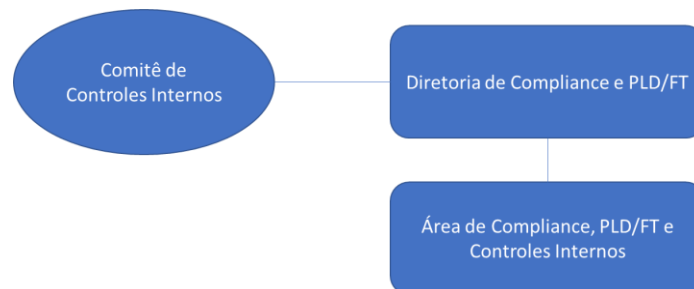 Comitê de
Controles Internos
Diretoria de Compliance e PLD/FT
Área de Compliance, PLD/FT e
Controles Internos